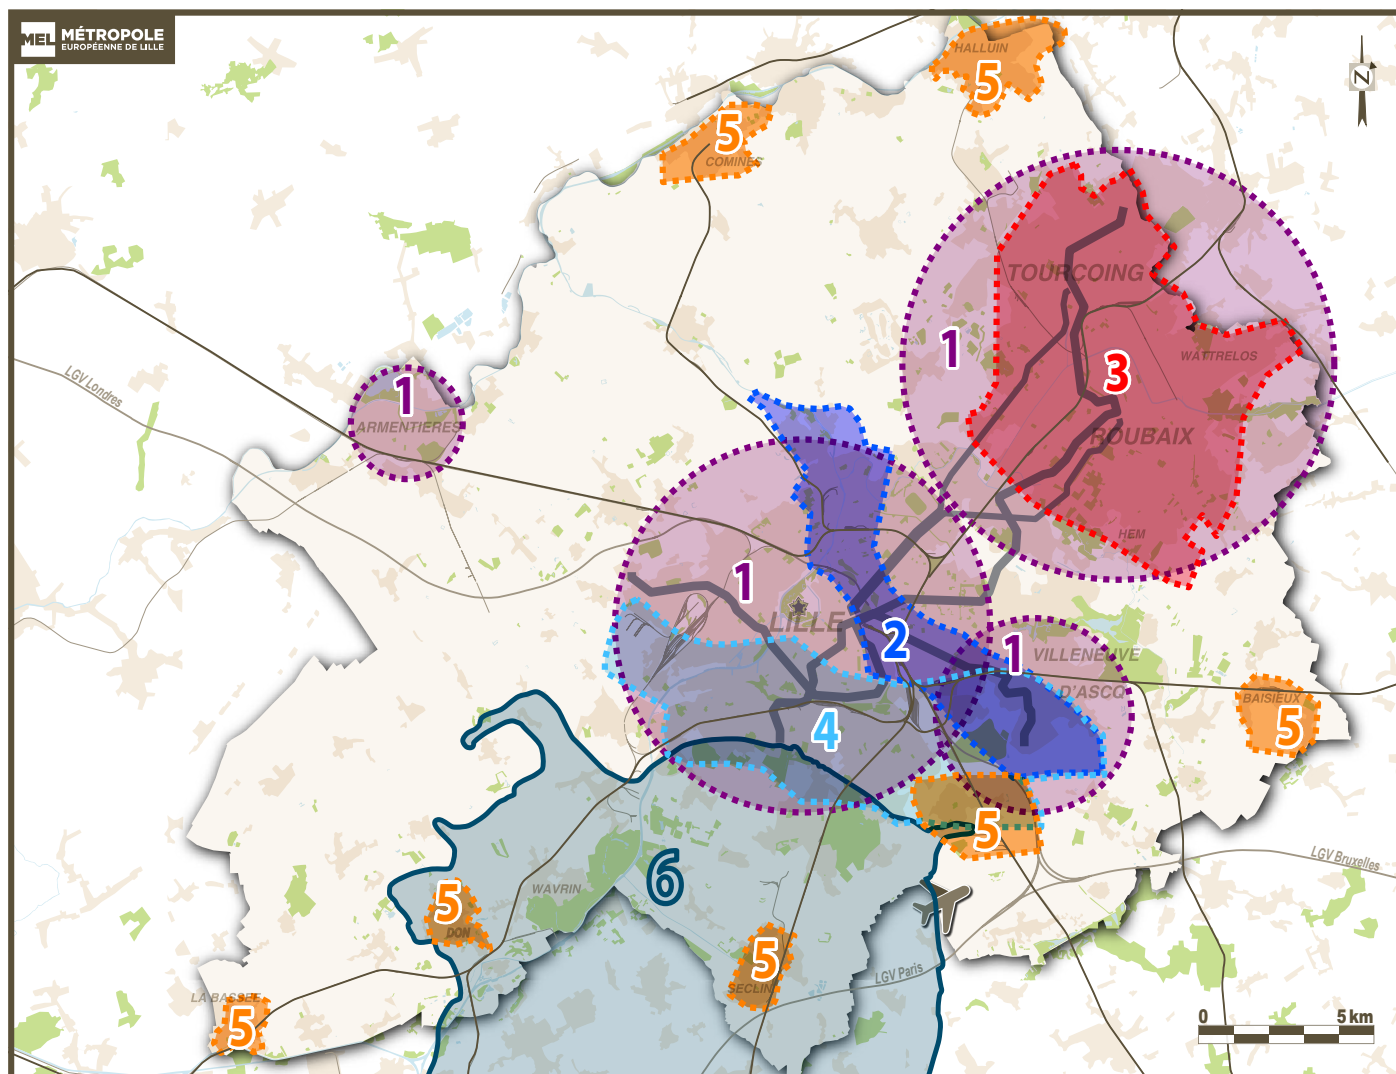 MEL MÉTROPOLE
EUROPÉENNE DE LILLE
HALLUIN
5
N
5
COMINES
TOURCOING
1
WATTRELOS
3
LGV Londres
1
ARMENTIERES
ROUBAIX
HEM
1
LILLE
2
1
VILLENEUVE
D'ASCQ
BAISIEUX
5
4
5
LGV Bruxelles
6
WAVRIN
5
DON
5
SECLIN
LGV Paris
LA BASSEE
5
0 5 km